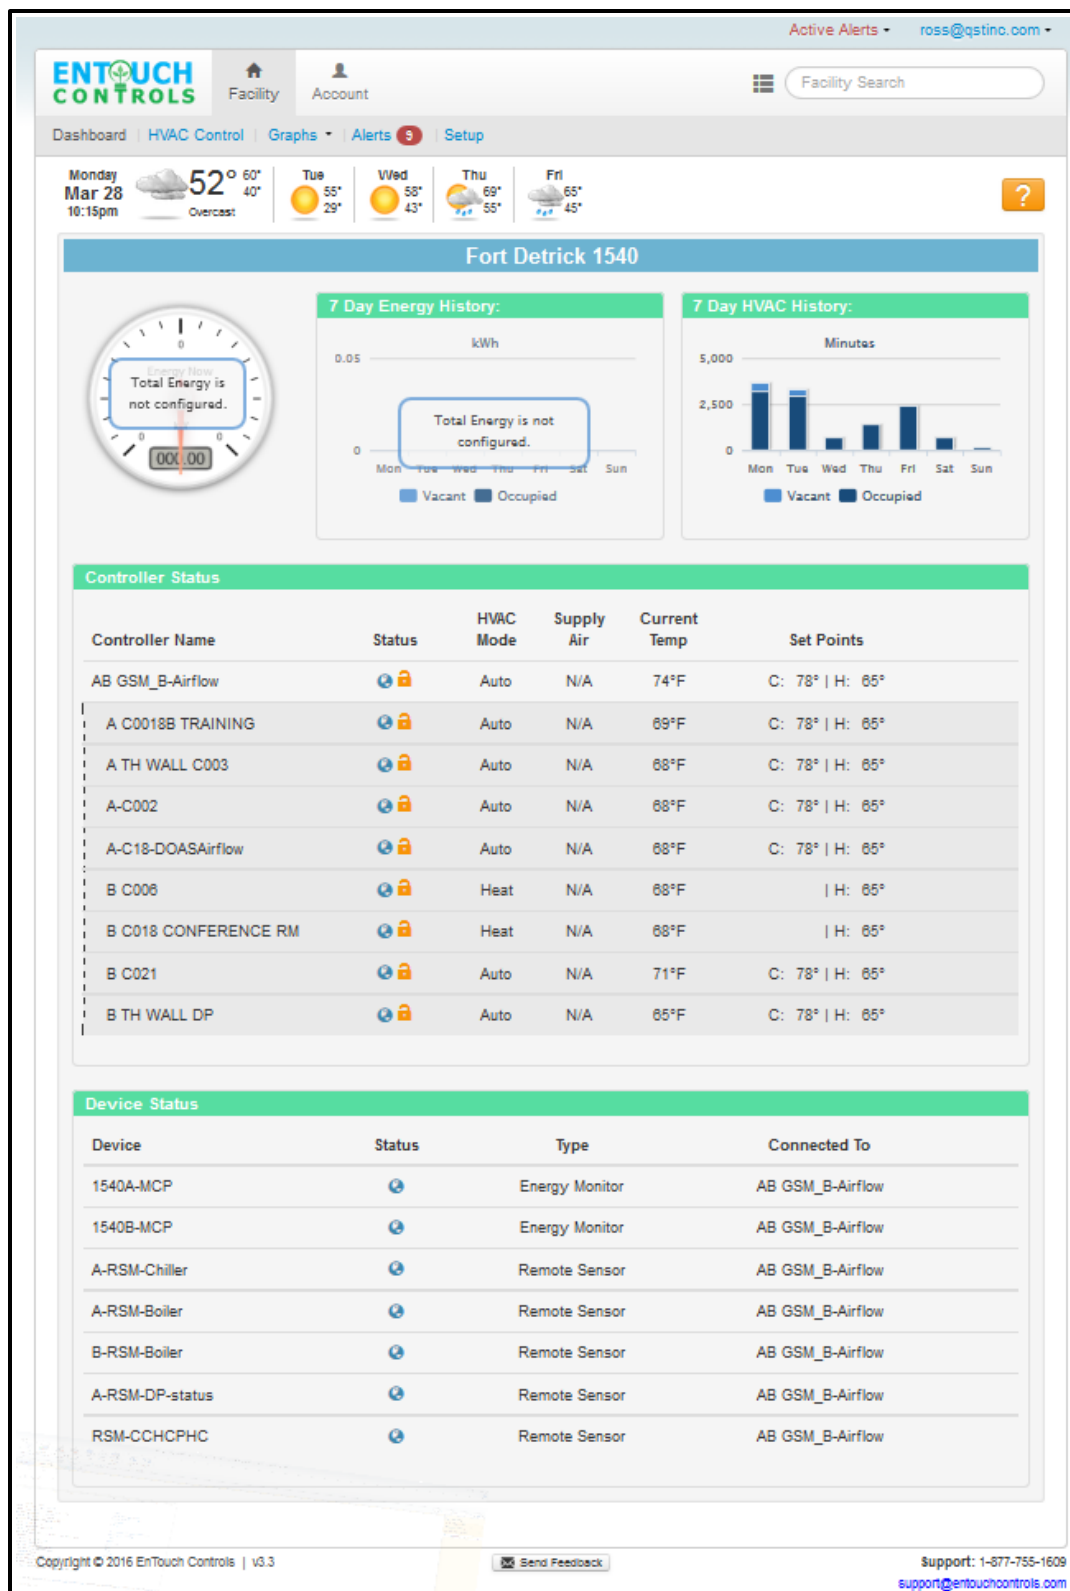 Active Alerts ross@qstinc.com
ENTOUCH
CONTROLS
Facility
Account
Facility Search
Dashboard | HVAC Control | Graphs | Alerts 9 | Setup
Monday
Mar 28
10:15pm
52° 60° 40°
Overcast
Tue 55° 29°
Wed 58° 43°
Thu 69° 55°
Fri 65° 45°
?
Fort Detrick 1540
0
Energy Now
Total Energy is
not configured.
0 0
000.00
7 Day Energy History:
kWh
0.05
Total Energy is not
configured.
0
Mon Tue Wed Thu Fri Sat Sun
Vacant Occupied
7 Day HVAC History:
Minutes
5,000
2,500
0
Mon Tue Wed Thu Fri Sat Sun
Vacant Occupied
Controller Status
Controller Name Status HVAC Mode Supply Air Current Temp Set Points
AB GSM_B-Airflow Auto N/A 74°F C: 78° | H: 65°
A C0018B TRAINING Auto N/A 69°F C: 78° | H: 65°
A TH WALL C003 Auto N/A 68°F C: 78° | H: 65°
A-C002 Auto N/A 68°F C: 78° | H: 65°
A-C18-DOASAirflow Auto N/A 68°F C: 78° | H: 65°
B C006 Heat N/A 68°F | H: 65°
B C018 CONFERENCE RM Heat N/A 68°F | H: 65°
B C021 Auto N/A 71°F C: 78° | H: 65°
B TH WALL DP Auto N/A 65°F C: 78° | H: 65°
Device Status
Device Status Type Connected To
1540A-MCP Energy Monitor AB GSM_B-Airflow
1540B-MCP Energy Monitor AB GSM_B-Airflow
A-RSM-Chiller Remote Sensor AB GSM_B-Airflow
A-RSM-Boiler Remote Sensor AB GSM_B-Airflow
B-RSM-Boiler Remote Sensor AB GSM_B-Airflow
A-RSM-DP-status Remote Sensor AB GSM_B-Airflow
RSM-CCHCPHC Remote Sensor AB GSM_B-Airflow
Copyright © 2016 EnTouch Controls | v3.3
Send Feedback
Support: 1-877-755-1609
support@entouchcontrols.com